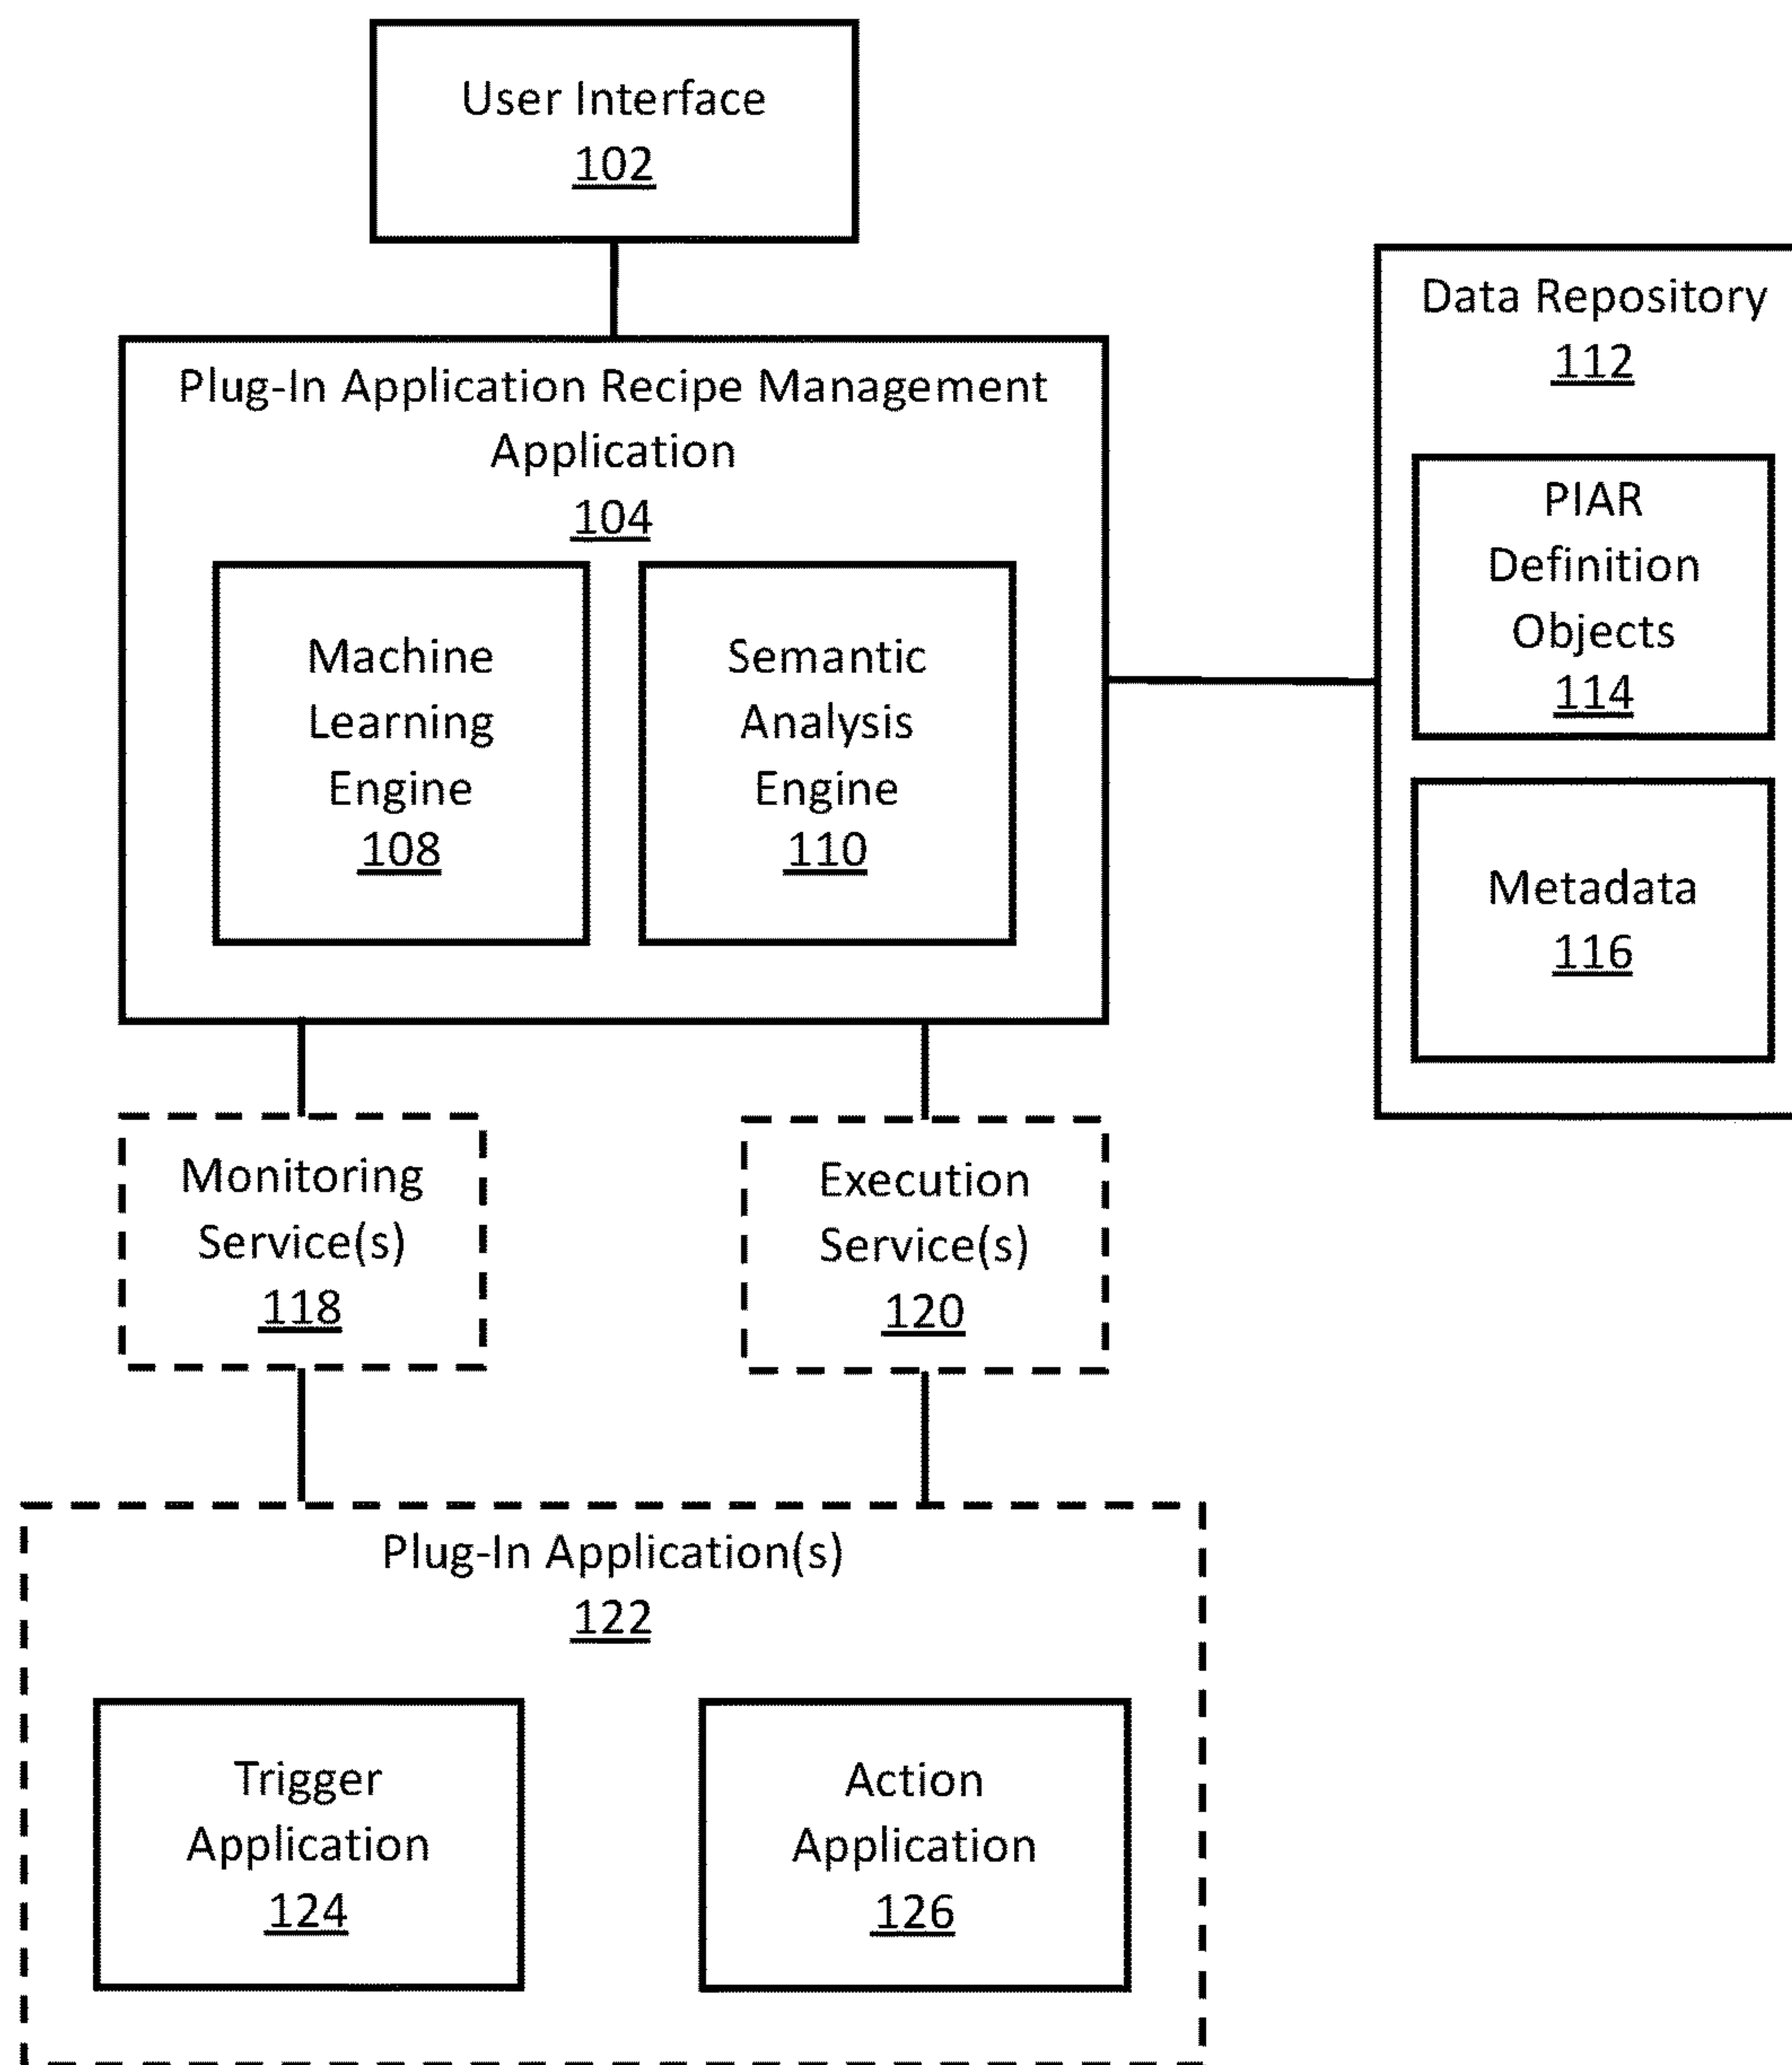 User Interface
102
Plug-In Application Recipe Management
Application
104
Machine
Learning
Engine
108
Semantic
Analysis
Engine
110
Data Repository
112
PIAR
Definition
Objects
114
Metadata
116
Monitoring
Service(s)
118
Execution
Service(s)
120
Plug-In Application(s)
122
Trigger
Application
124
Action
Application
126